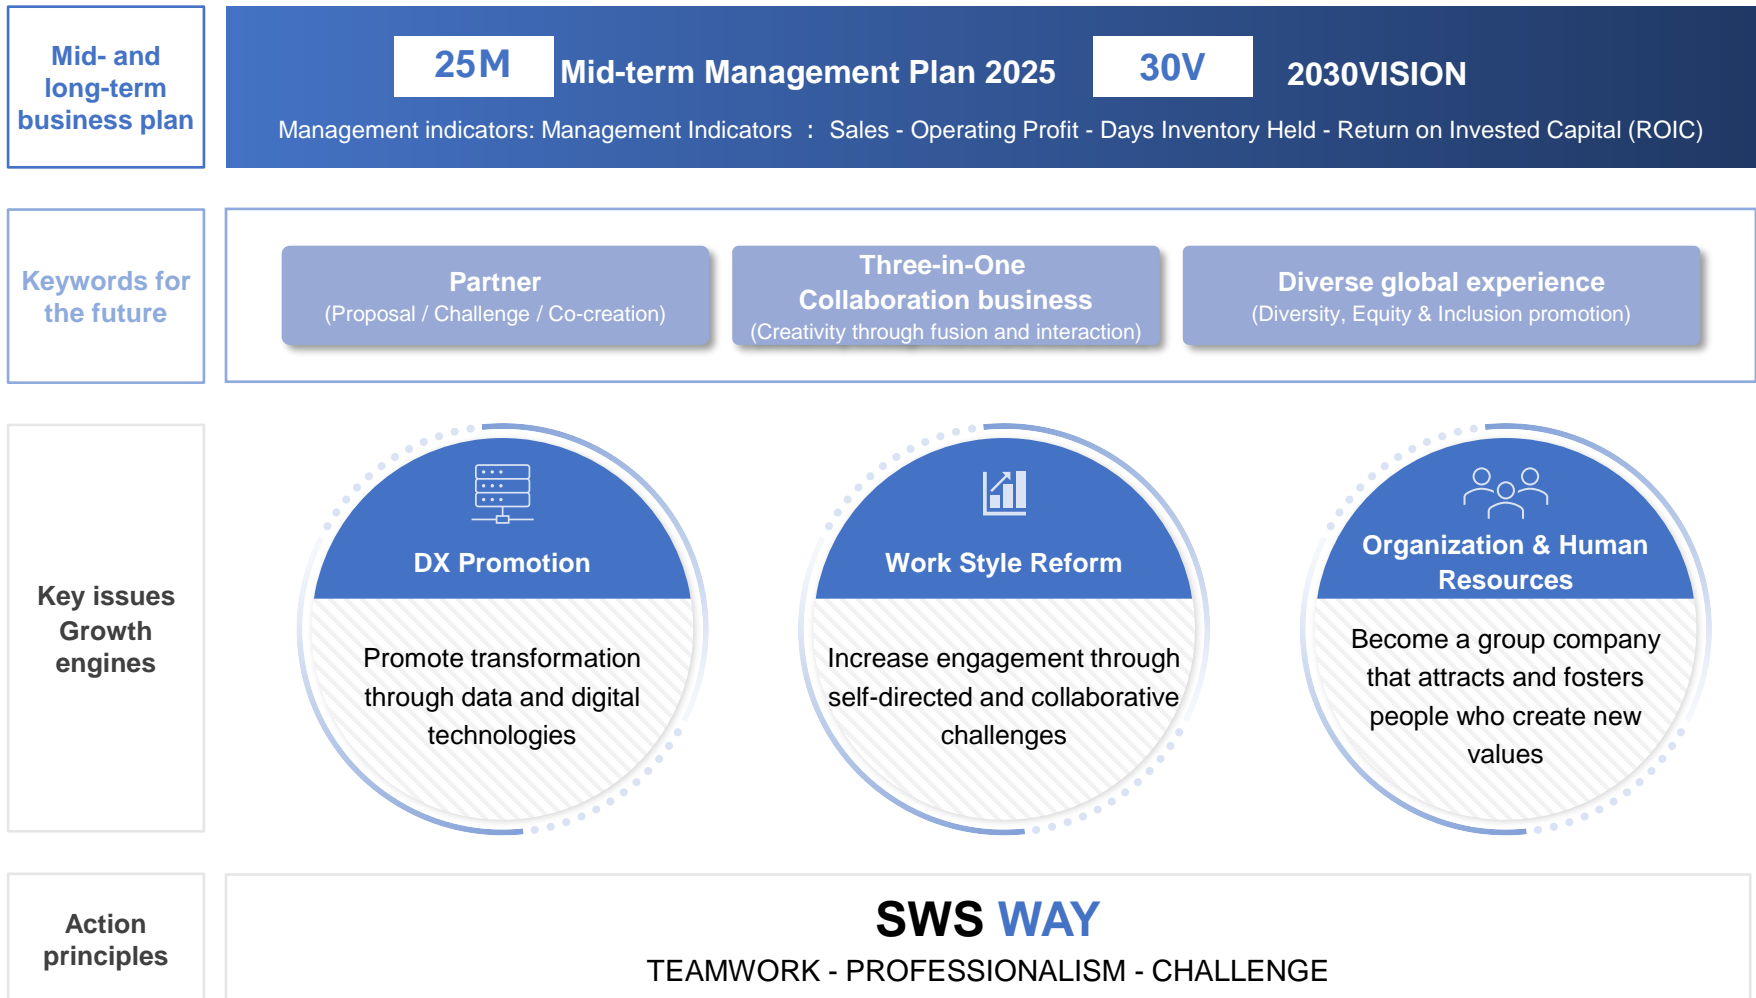 Mid- and
long-term
business plan
25M
Mid-term Management Plan 2025
30V
2030VISION
Management indicators: Management Indicators ： Sales - Operating Profit - Days Inventory Held - Return on Invested Capital (ROIC)
Keywords for
the future
Partner
(Proposal / Challenge / Co-creation)
Three-in-One
Collaboration business
(Creativity through fusion and interaction)
Diverse global experience
(Diversity, Equity & Inclusion promotion)
Key issues
Growth
engines
DX Promotion
Promote transformation
through data and digital
technologies
Work Style Reform
Increase engagement through
self-directed and collaborative
challenges
Organization & Human
Resources
Become a group company
that attracts and fosters
people who create new
values
Action
principles
SWS WAY
TEAMWORK - PROFESSIONALISM - CHALLENGE